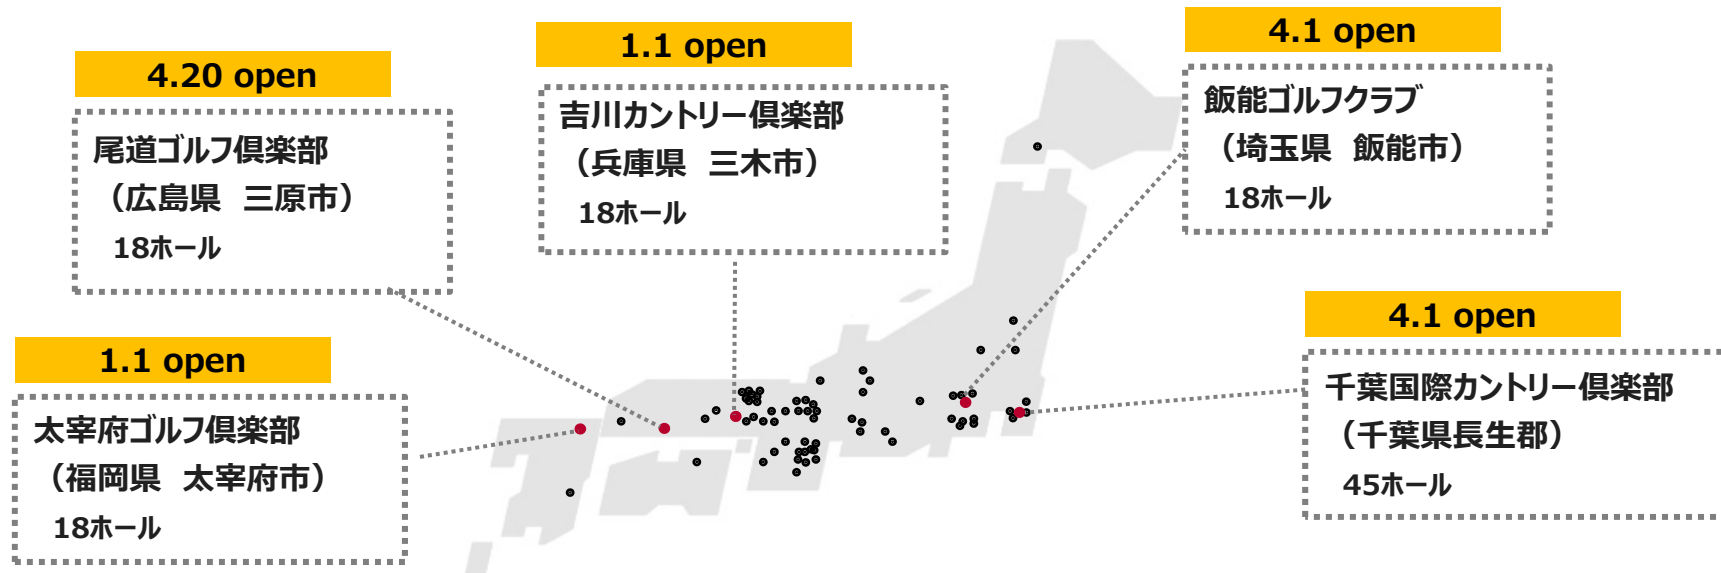 4.20 open
尾道ゴルフ倶楽部
（広島県　三原市）
18ホール
1.1 open
吉川カントリー倶楽部
（兵庫県　三木市）
18ホール
4.1 open
飯能ゴルフクラブ
（埼玉県　飯能市）
18ホール
1.1 open
太宰府ゴルフ倶楽部
（福岡県　太宰府市）
18ホール
4.1 open
千葉国際カントリー倶楽部
（千葉県長生郡）
45ホール